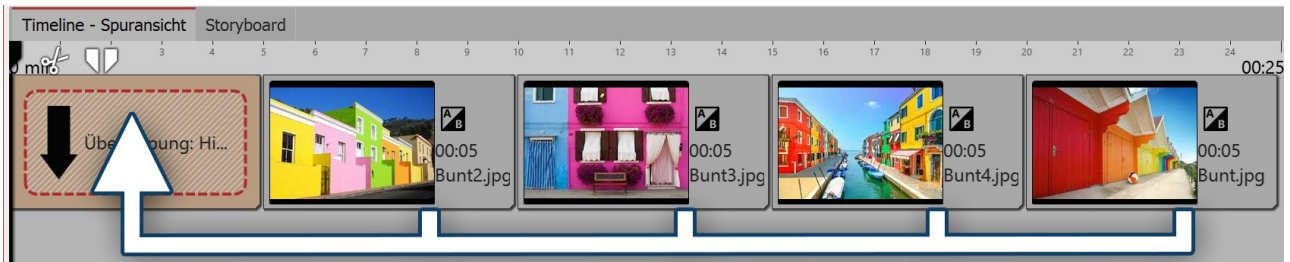 Timeline - Spuransicht Storyboard
3 4 5 6 7 8 9 10 11 12 13 14 15 16 17 18 19 20 21 22 23 24
0 min 00:25
Hi...
A B
00:05
Bunt2.jpg
A B
00:05
Bunt3.jpg
A B
00:05
Bunt4.jpg
A B
00:05
Bunt.jpg